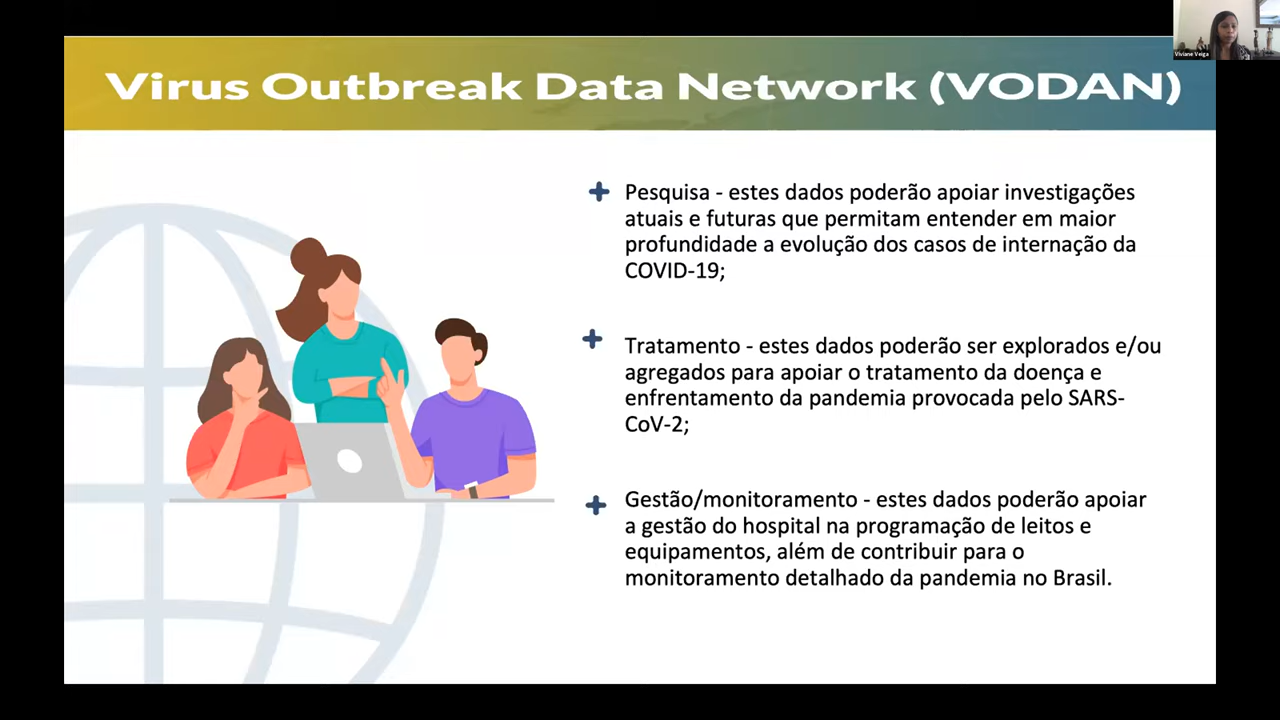 Viviane Veiga
Virus Outbreak Data Network (VODAN)
Pesquisa - estes dados poderão apoiar investigações
atuais e futuras que permitam entender em maior
profundidade a evolução dos casos de internação da
COVID-19;
Tratamento - estes dados poderão ser explorados e/ou
agregados para apoiar o tratamento da doença e
enfrentamento da pandemia provocada pelo SARS-
CoV-2;
Gestão/monitoramento - estes dados poderão apoiar
a gestão do hospital na programação de leitos e
equipamentos, além de contribuir para o
monitoramento detalhado da pandemia no Brasil.